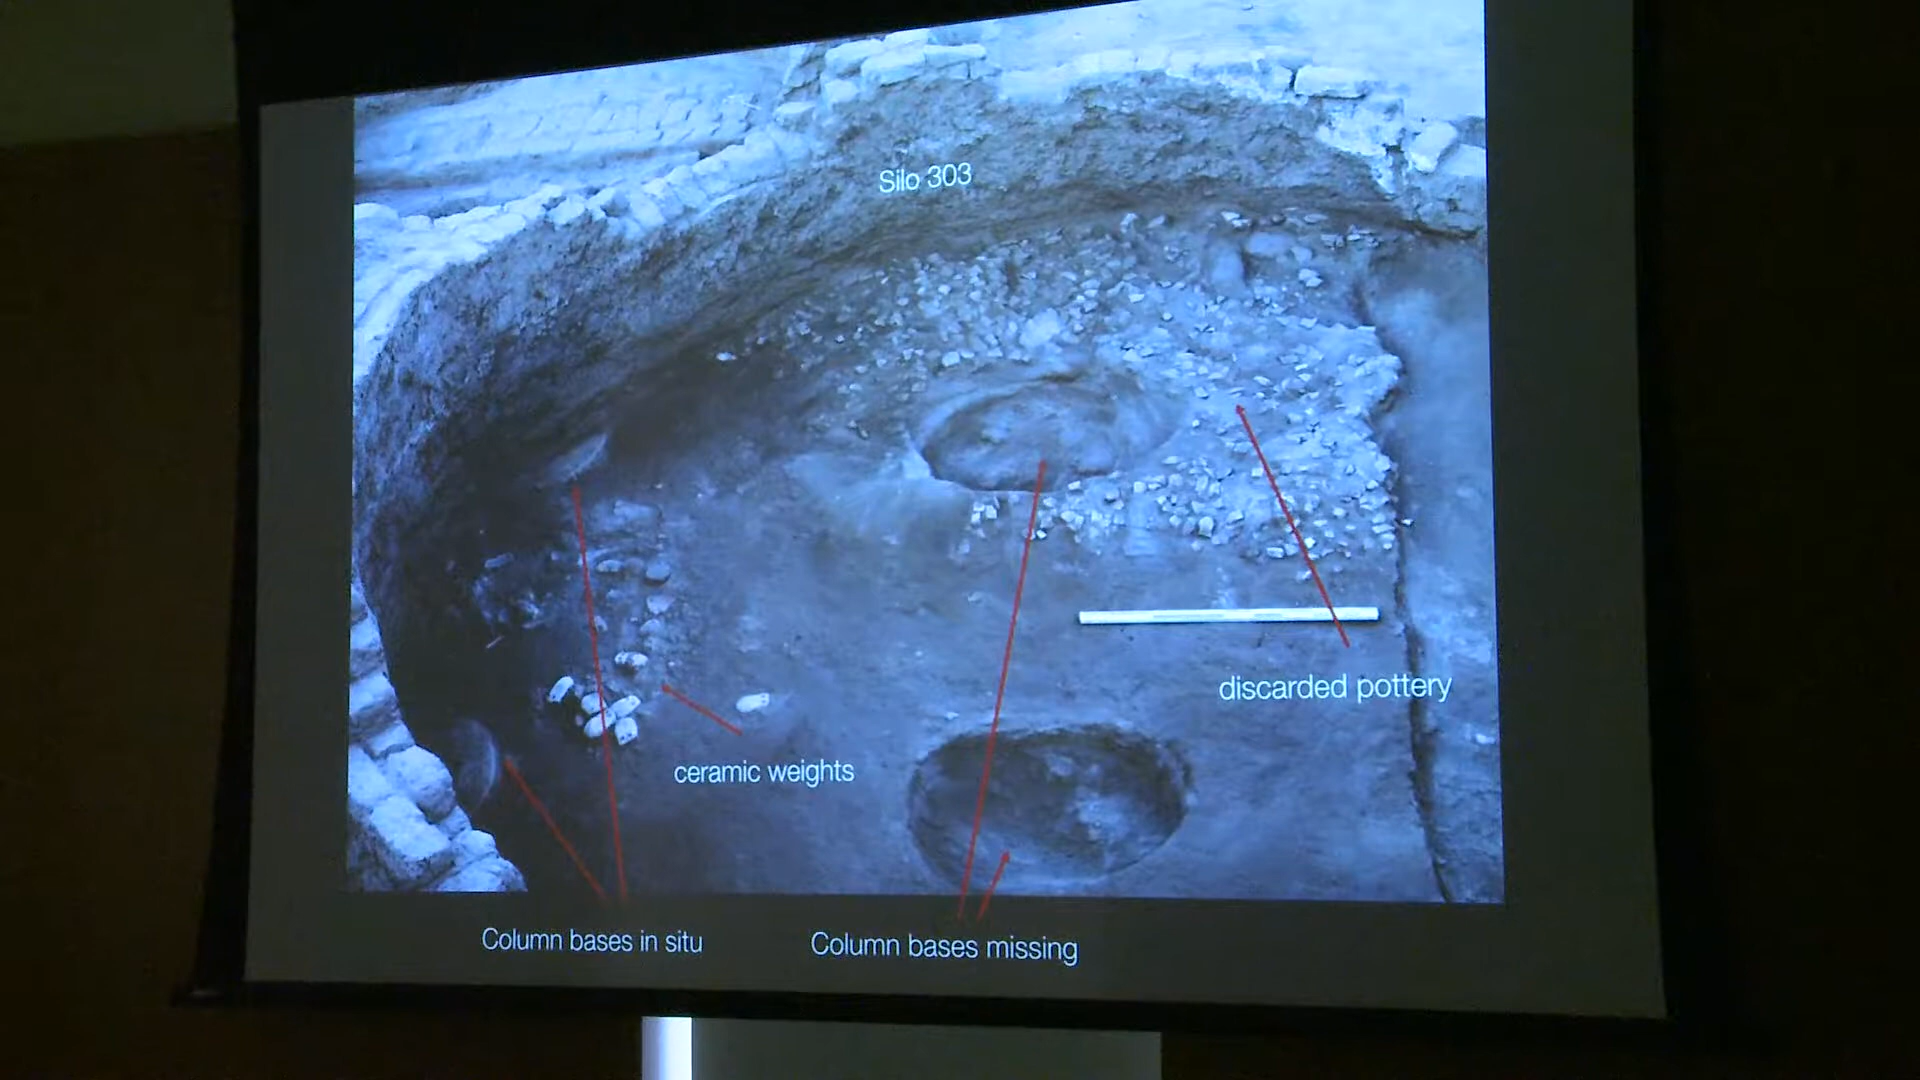 Silo 303
discarded pottery
ceramic weights
Column bases in situ
Column bases missing